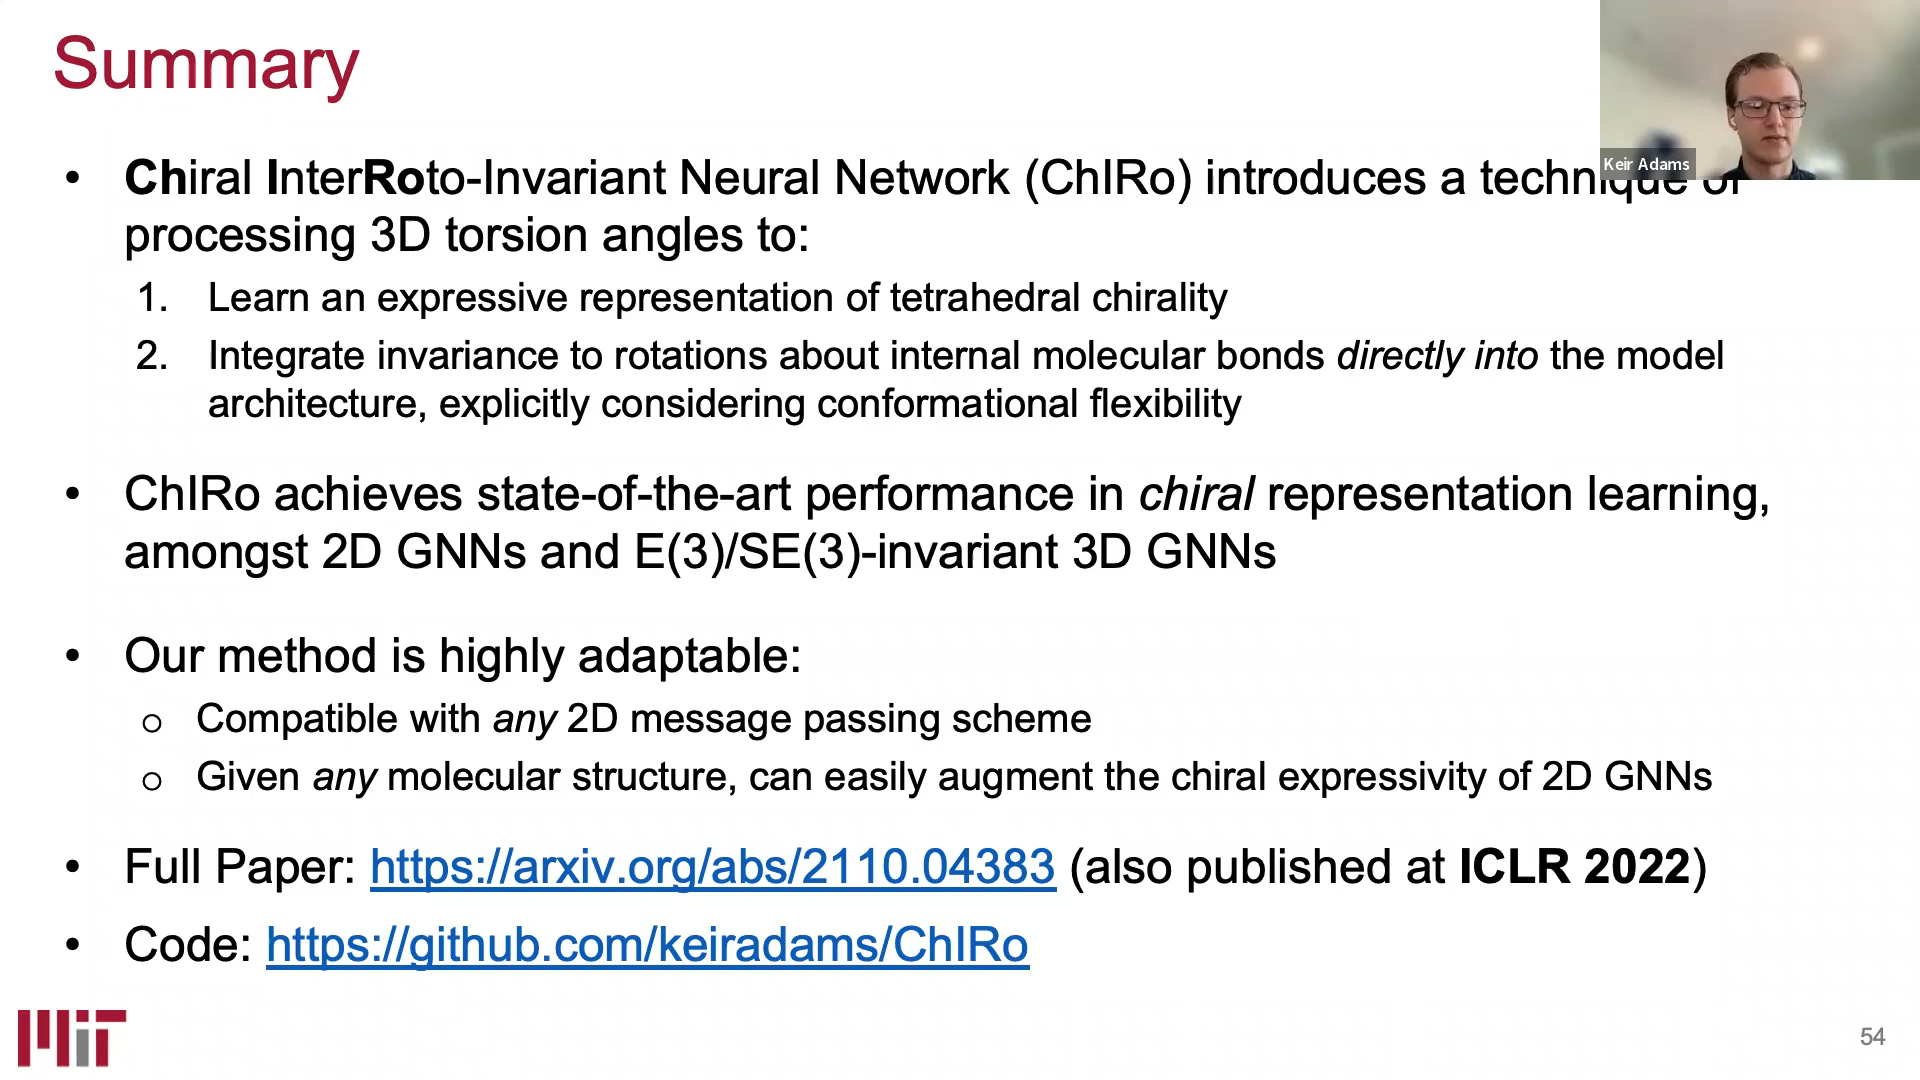 Summary
Keir Adams
• Chiral InterRoto-Invariant Neural Network (ChIRo) introduces a technique of
processing 3D torsion angles to:
1. Learn an expressive representation of tetrahedral chirality
2. Integrate invariance to rotations about internal molecular bonds directly into the model
architecture, explicitly considering conformational flexibility
• ChIRo achieves state-of-the-art performance in chiral representation learning,
amongst 2D GNNs and E(3)/SE(3)-invariant 3D GNNs
• Our method is highly adaptable:
o Compatible with any 2D message passing scheme
o Given any molecular structure, can easily augment the chiral expressivity of 2D GNNs
• Full Paper: https://arxiv.org/abs/2110.04383 (also published at ICLR 2022)
• Code: https://github.com/keiradams/ChIRo
MIT
54